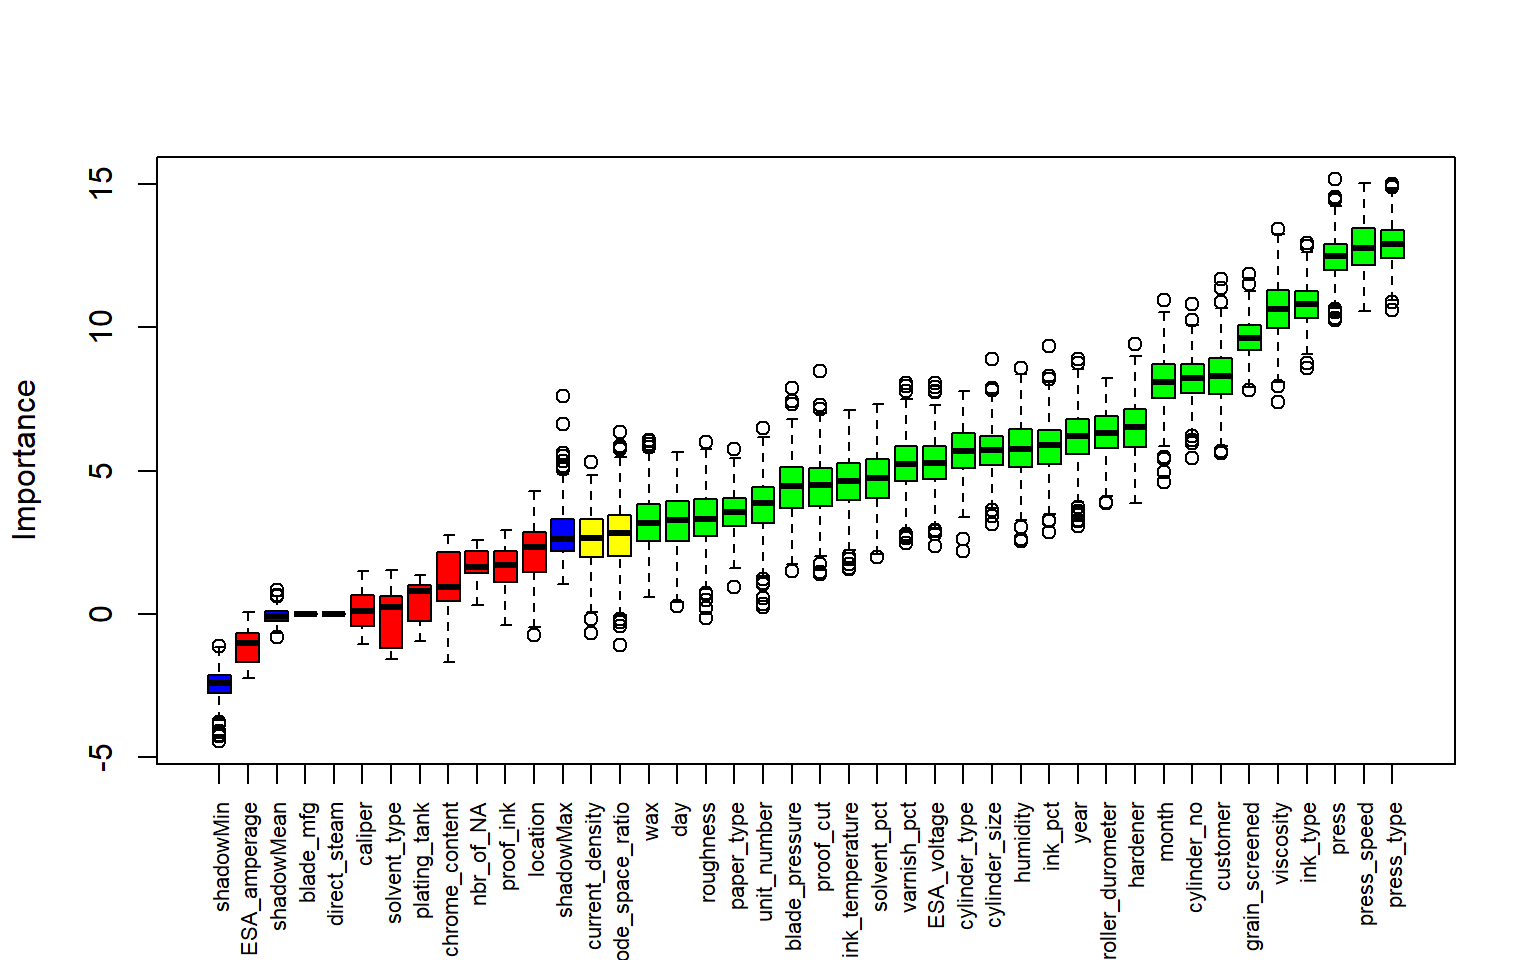 Importance
15
10
5
0
-5
shadowMin
ESA_amperage
shadowMean
blade_mfg
direct_steam
caliper
solvent_type
plating_tank
chrome_content
nbr_of_NA
proof_ink
location
shadowMax
current_density
ode_space_ratio
wax
day
roughness
paper_type
unit_number
blade_pressure
proof_cut
ink_temperature
solvent_pct
varnish_pct
ESA_voltage
cylinder_type
cylinder_size
humidity
ink_pct
year
roller_durometer
hardener
month
cylinder_no
customer
grain_screened
viscosity
ink_type
press
press_speed
press_type